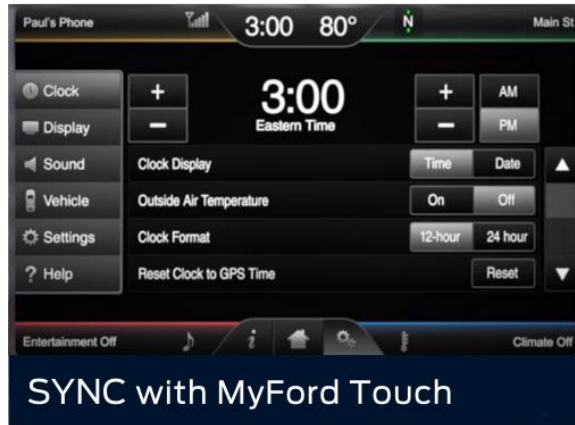 Paul's Phone 3:00 80° N Main St
Clock + 3:00 + AM
Display − Eastern Time − PM
Sound Clock Display Time Date
Vehicle Outside Air Temperature On Off
Settings Clock Format 12-hour 24 hour
? Help Reset Clock to GPS Time Reset
Entertainment Off i Climate Off
SYNC with MyFord Touch